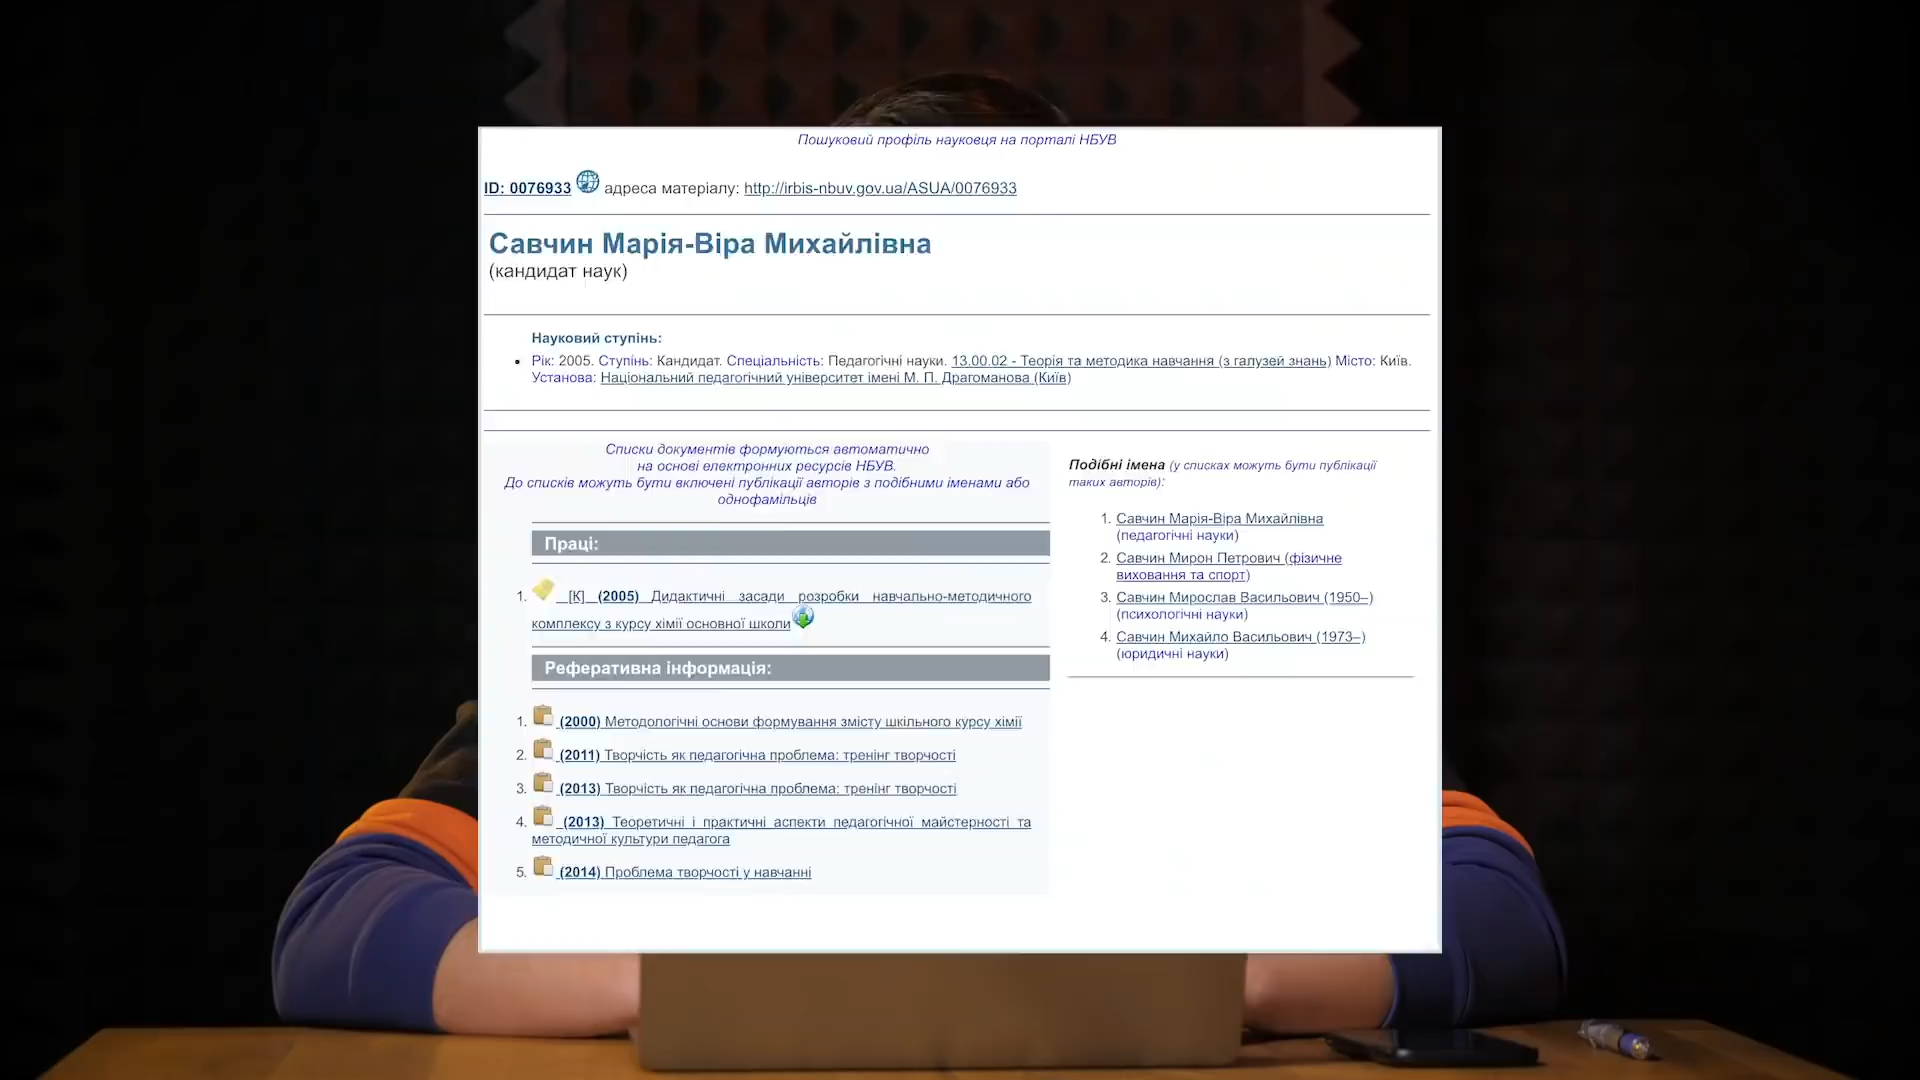 Пошуковий профіль науковця на порталі НБУВ
ID: 0076933 адреса матеріалу: http://irbis-nbuv.gov.ua/ASUA/0076933
Савчин Марія-Віра Михайлівна
(кандидат наук)
Науковий ступінь:
Рік: 2005. Ступінь: Кандидат. Спеціальність: Педагогічні науки. 13.00.02 - Теорія та методика навчання (з галузей знань) Місто: Київ.
Установа: Національний педагогічний університет імені М. П. Драгоманова (Київ)
Списки документів формуються автоматично
на основі електронних ресурсів НБУВ.
До списків можуть бути включені публікації авторів з подібними іменами або
однофамільців
Праці:
1. [К] (2005) Дидактичні засади розробки навчально-методичного
комплексу з курсу хімії основної школи
Реферативна інформація:
1. (2000) Методологічні основи формування змісту шкільного курсу хімії
2. (2011) Творчість як педагогічна проблема: тренінг творчості
3. (2013) Творчість як педагогічна проблема: тренінг творчості
4. (2013) Теоретичні і практичні аспекти педагогічної майстерності та
методичної культури педагога
5. (2014) Проблема творчості у навчанні
Подібні імена (у списках можуть бути публікації
таких авторів):
1. Савчин Марія-Віра Михайлівна
(педагогічні науки)
2. Савчин Мирон Петрович (фізичне
виховання та спорт)
3. Савчин Мирослав Васильович (1950–)
(психологічні науки)
4. Савчин Михайло Васильович (1973–)
(юридичні науки)